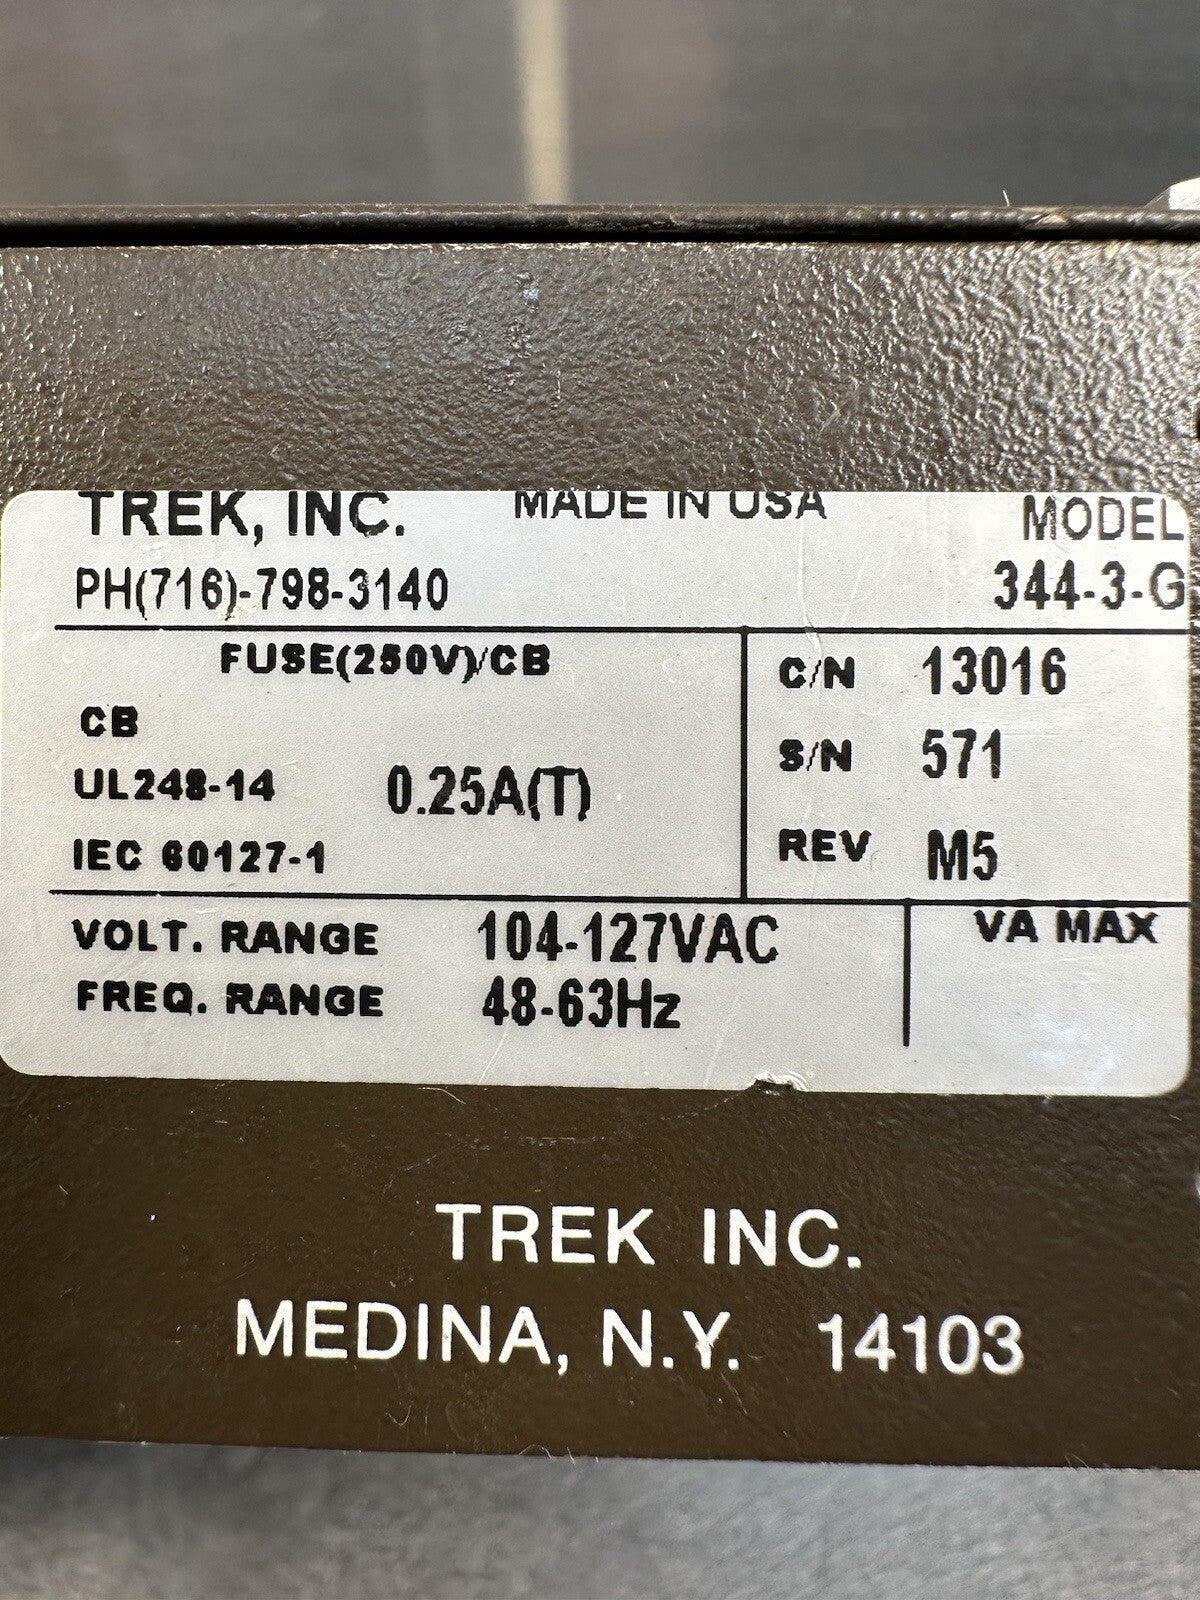 TREK, INC. MADE IN USA MODEL
PH(716)-798-3140 344-3-G
FUSE(250V)/CB
CB
UL248-14 0.25A(T)
IEC 60127-1
C/N 13016
S/N 571
REV M5
VOLT. RANGE 104-127VAC
FREQ. RANGE 48-63Hz
VA MAX
TREK INC.
MEDINA, N.Y. 14103